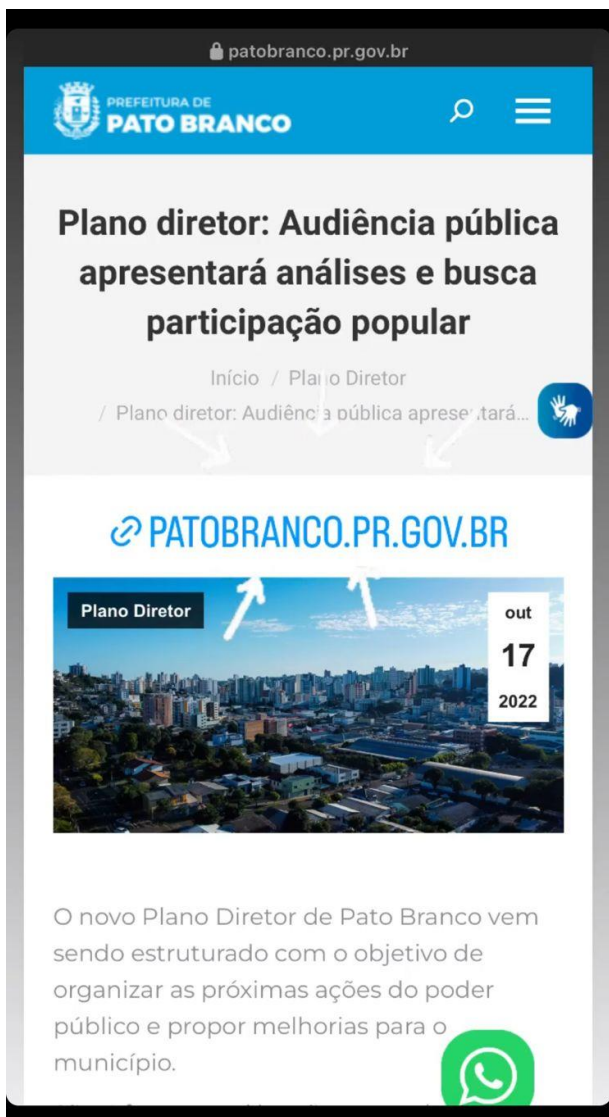 patobranco.pr.gov.br
PREFEITURA DE
PATO BRANCO
Plano diretor: Audiência pública
apresentará análises e busca
participação popular
Início / Plano Diretor
/ Plano diretor: Audiência pública apresentará...
PATOBRANCO.PR.GOV.BR
Plano Diretor
out
17
2022
O novo Plano Diretor de Pato Branco vem
sendo estruturado com o objetivo de
organizar as próximas ações do poder
público e propor melhorias para o
município.